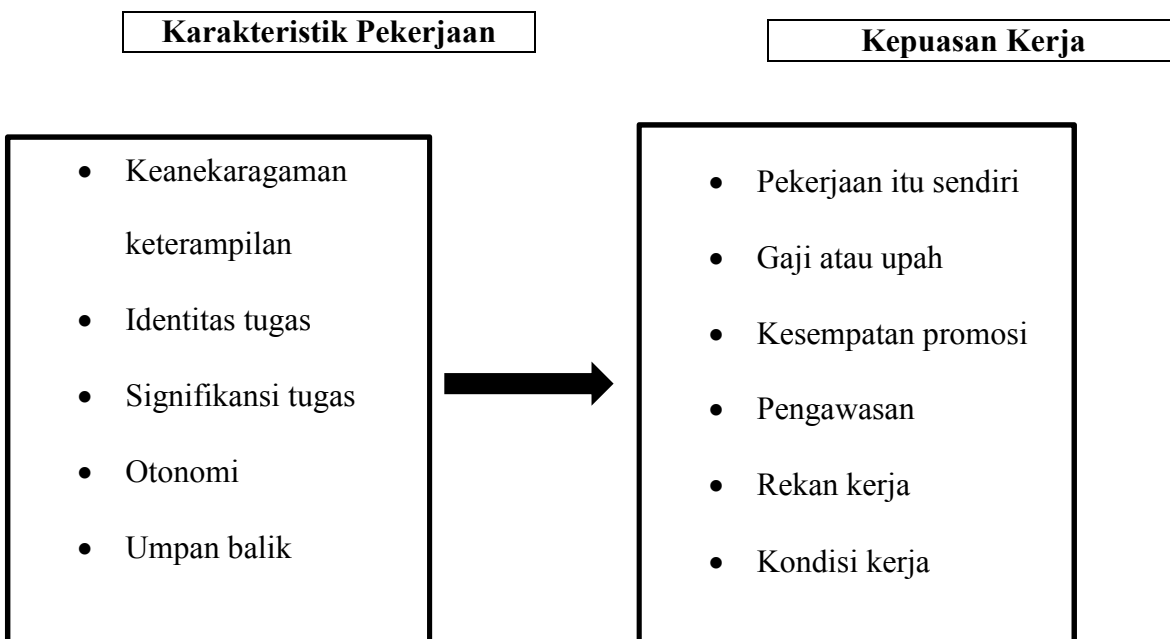 Karakteristik Pekerjaan
Kepuasan Kerja
• Keanekaragaman
keterampilan
• Identitas tugas
• Signifikansi tugas
• Otonomi
• Umpan balik
• Pekerjaan itu sendiri
• Gaji atau upah
• Kesempatan promosi
• Pengawasan
• Rekan kerja
• Kondisi kerja